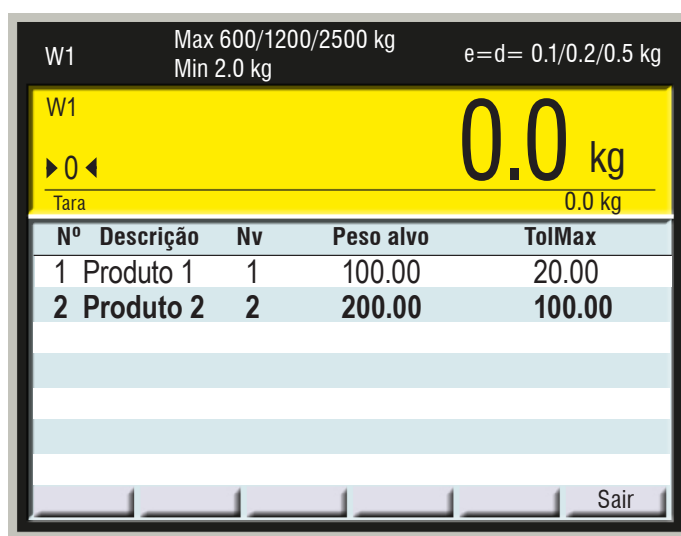 W1 Max 600/1200/2500 kg e=d= 0.1/0.2/0.5 kg
Min 2.0 kg
W1
0.0 kg
0
Tara 0.0 kg
Nº Descrição Nv Peso alvo TolMax
1 Produto 1 1 100.00 20.00
2 Produto 2 2 200.00 100.00
Sair